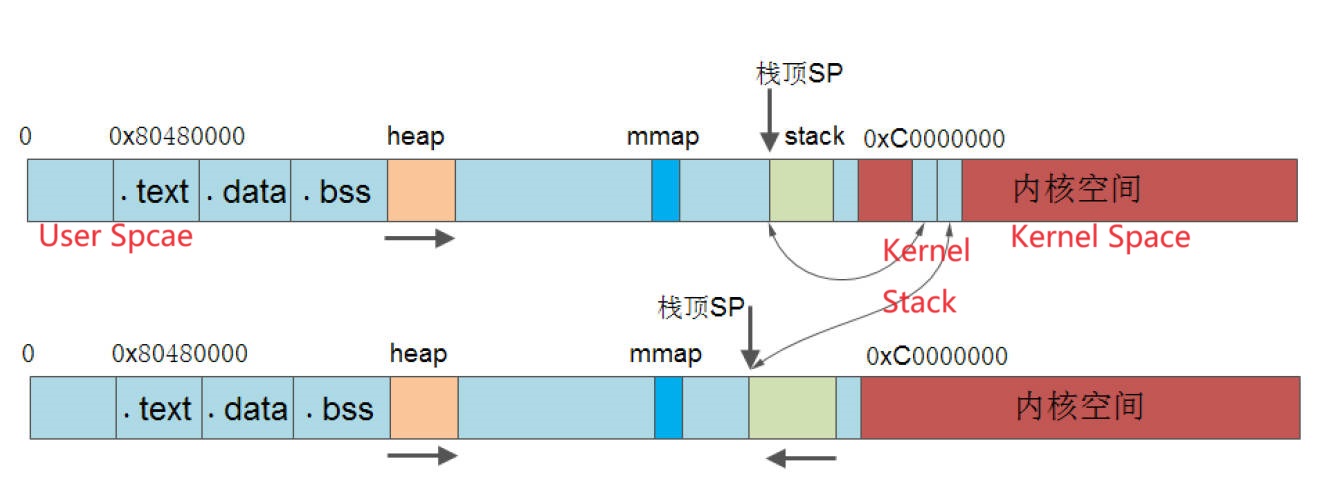 栈顶SP
0
0x80480000
heap
mmap
stack
0xC0000000
.text
.data
.bss
内核空间
User Spcae
Kernel
Kernel Space
Stack
栈顶SP
0
0x80480000
heap
mmap
0xC0000000
.text
.data
.bss
内核空间